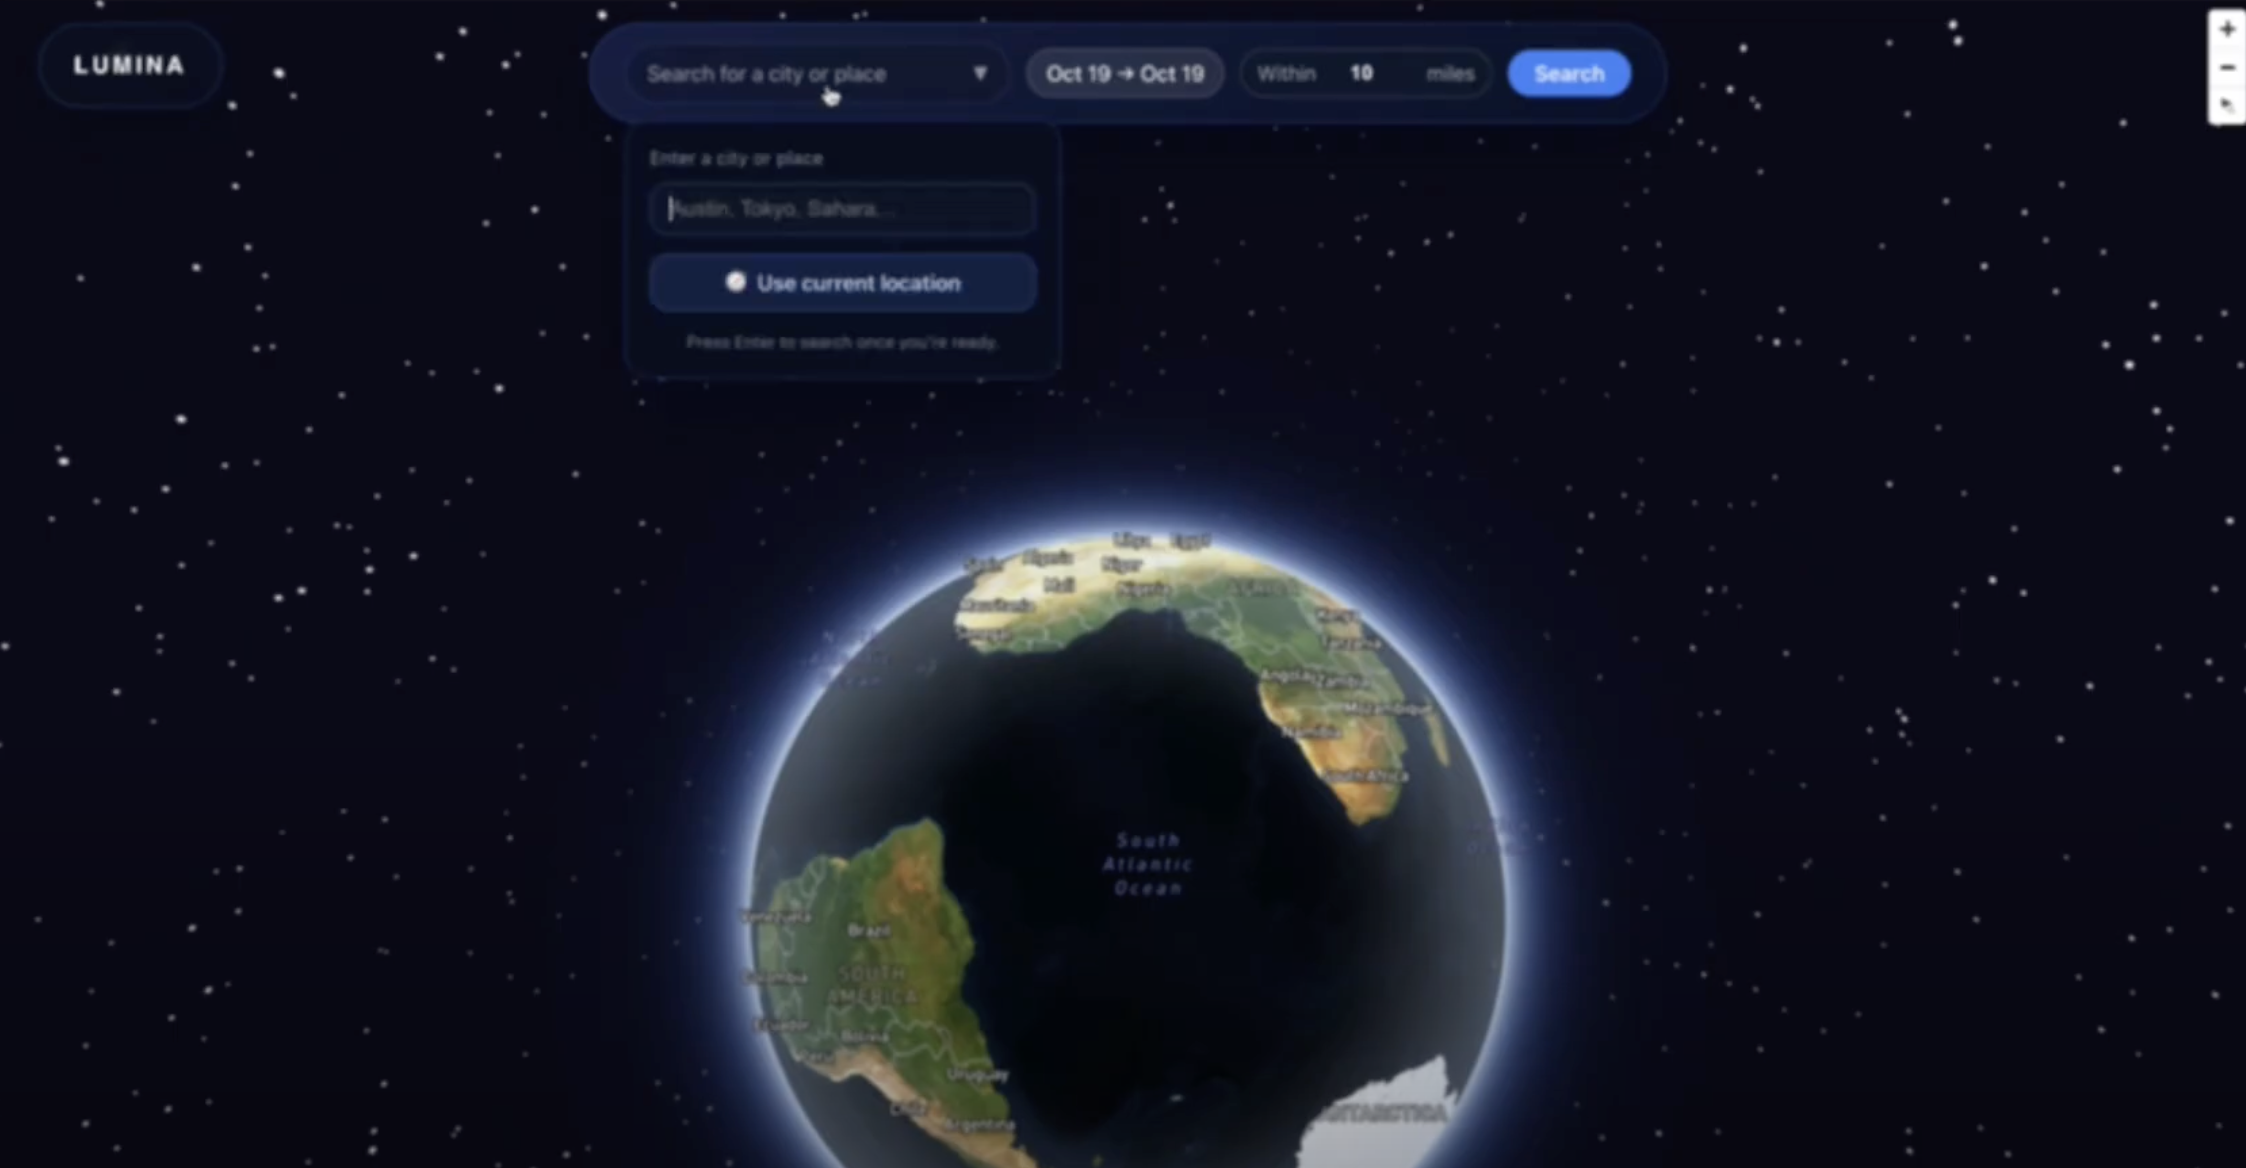 LUMINA
Search for a city or place ▼
Oct 19 → Oct 19
Within 10 miles
Search
+
−
Enter a city or place
Austin, Tokyo, Sahara...
Use current location
Press Enter to search once you're ready.
Libya Egypt
Spain Algeria Niger
Mali Nigeria AFRICA
Mauritania
Senegal
Kenya
Tanzania
Angola Zambia
Mozambique
Namibia
South Africa
South
Atlantic
Ocean
Venezuela
Brazil
Colombia
SOUTH
AMERICA
Ecuador
Bolivia
Peru
Uruguay
Chile
Argentina
ANTARCTICA